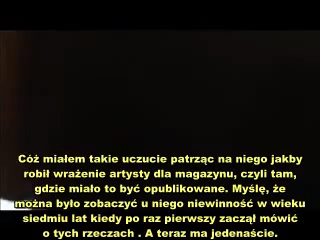 Cóż miałem takie uczucie patrząc na niego jakby
robił wrażenie artysty dla magazynu, czyli tam,
gdzie miało to być opublikowane. Myślę, że
można było zobaczyć u niego niewinność w wieku
siedmiu lat kiedy po raz pierwszy zaczął mówić
o tych rzeczach . A teraz ma jedenaście.